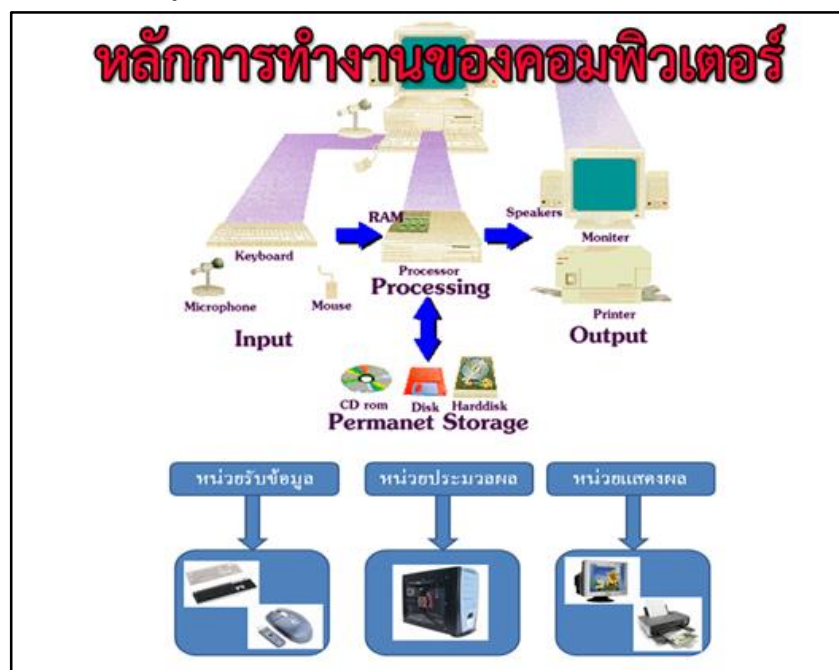 หลักการทำงานของคอมพิวเตอร์
RAM
Speakers
Keyboard
Moniter
Processor
Processing
Microphone
Mouse
Printer
Input
Output
CD rom
Disk
Harddisk
Permanet Storage
หน่วยรับข้อมูล
หน่วยประมวลผล
หน่วยแสดงผล